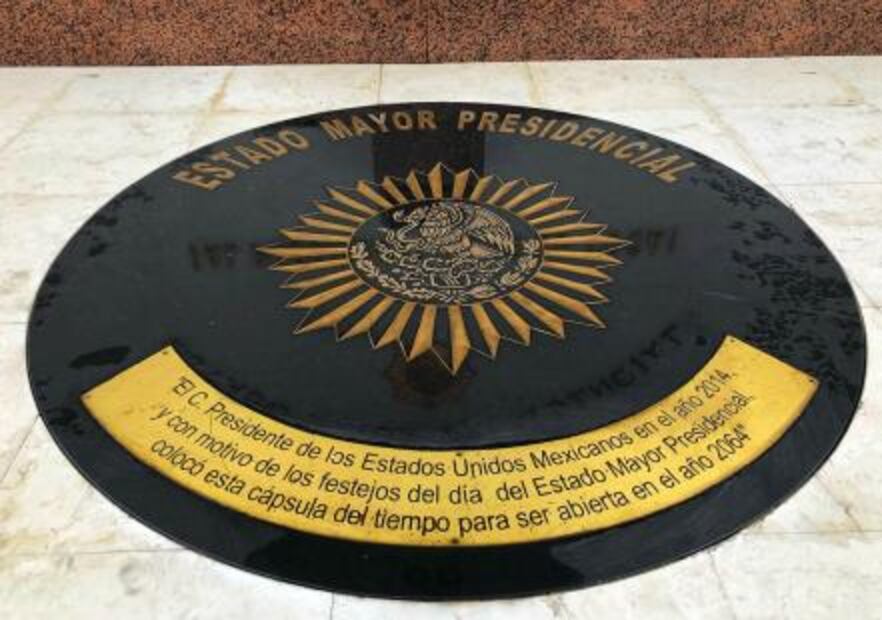 ESTADO MAYOR PRESIDENCIAL
"El C. Presidente de los Estados Unidos Mexicanos en el año 2014,
y con motivo de los festejos del día del Estado Mayor Presidencial,
colocó esta cápsula del tiempo para ser abierta en el año 2064"